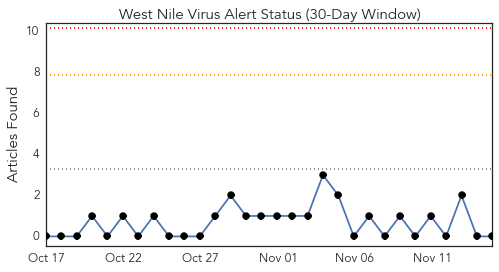 West Nile Virus Alert Status (30-Day Window)
Articles Found
10
8
6
4
2
0
Oct 17 Oct 22 Oct 27 Nov 01 Nov 06 Nov 11